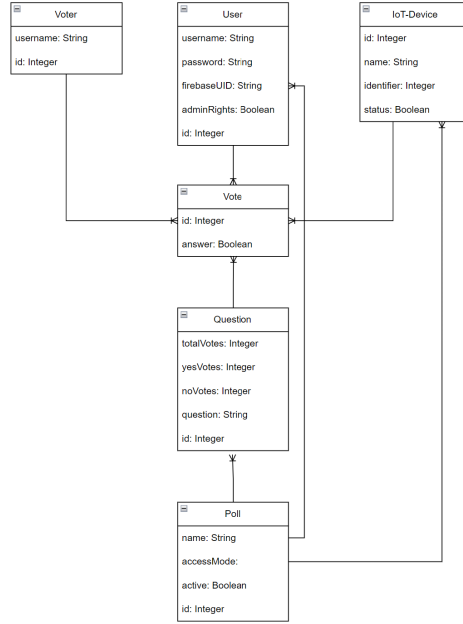 Voter
username: String
id: Integer
User
username: String
password: String
firebaseUID: String
adminRights: Boolean
id: Integer
IoT-Device
id: Integer
name: String
identifier: Integer
status: Boolean
Vote
id: Integer
answer: Boolean
Question
totalVotes: Integer
yesVotes: Integer
noVotes: Integer
question: String
id: Integer
Poll
name: String
accessMode:
active: Boolean
id: Integer